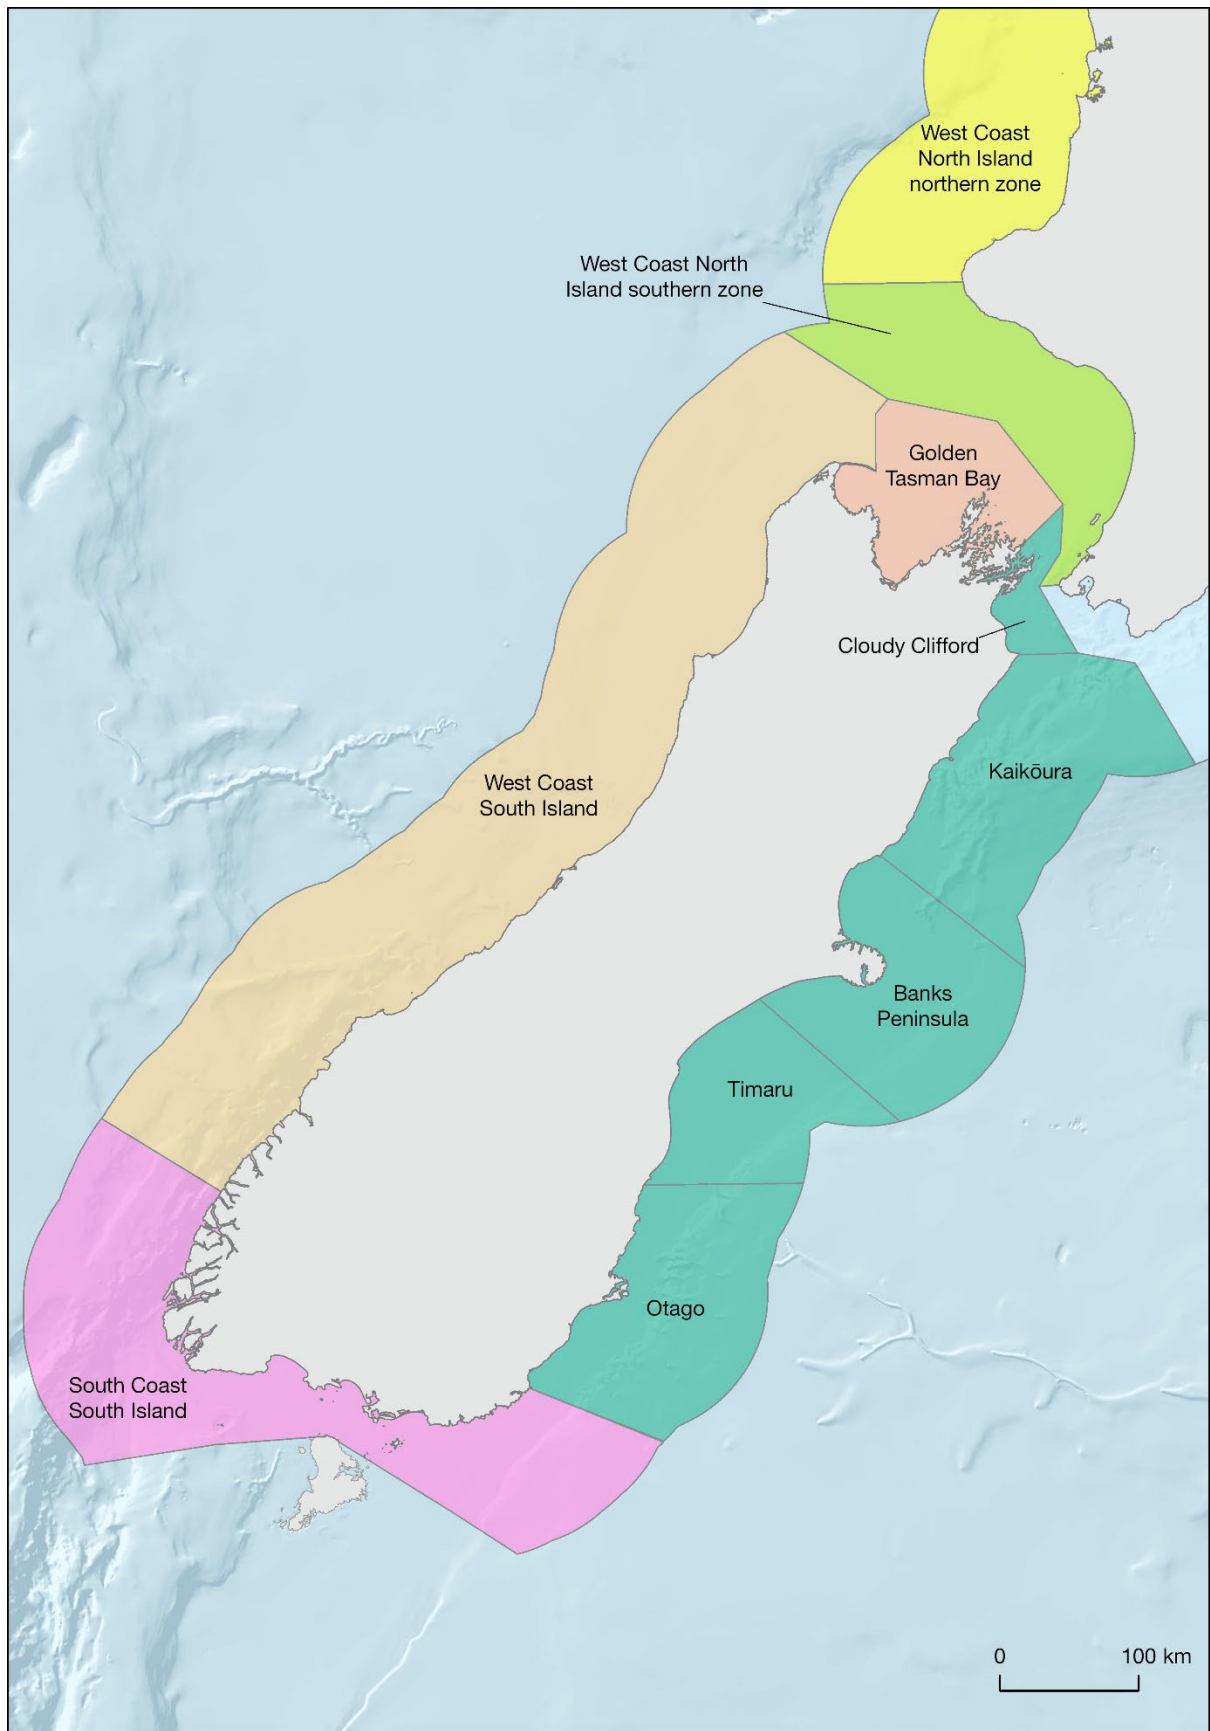 West Coast
North Island
northern zone
West Coast North
Island southern zone
Golden
Tasman Bay
Cloudy Clifford
Kaikōura
West Coast
South Island
Banks
Peninsula
Timaru
Otago
South Coast
South Island
0 100 km